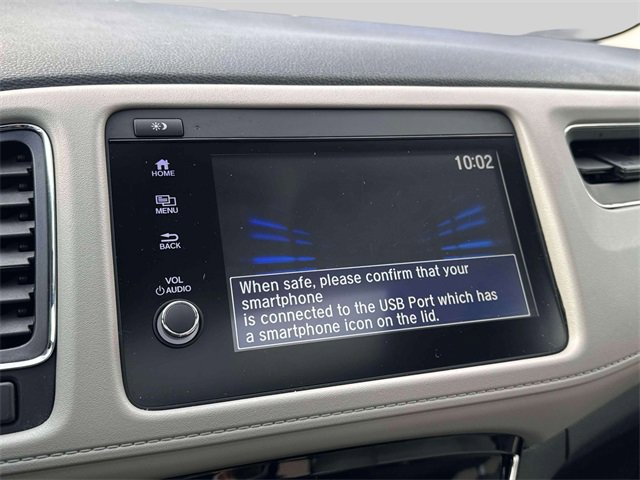 10:02
HOME
MENU
BACK
VOL
AUDIO
When safe, please confirm that your
smartphone
is connected to the USB Port which has
a smartphone icon on the lid.